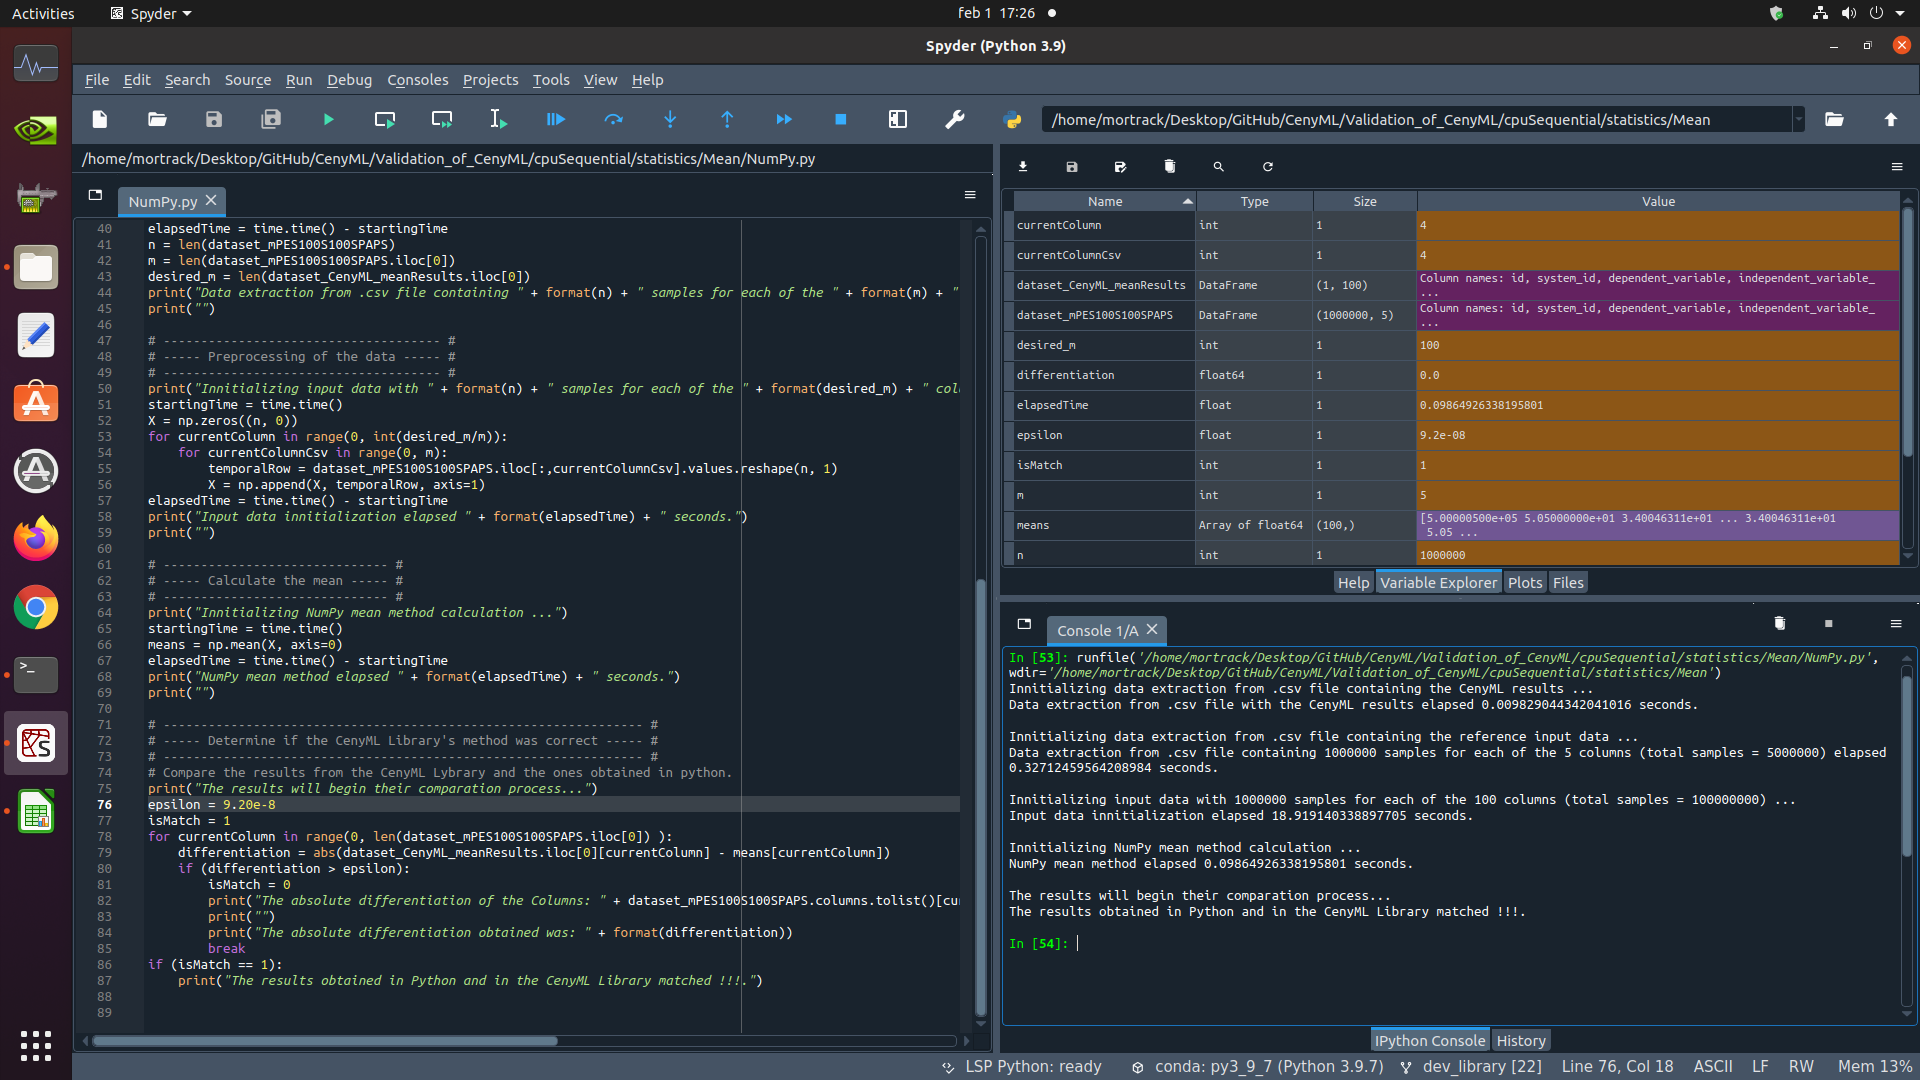 Activities
Spyder
feb 1 17:26
Spyder (Python 3.9)
File Edit Search Source Run Debug Consoles Projects Tools View Help
/home/mortrack/Desktop/GitHub/CenyML/Validation_of_CenyML/cpuSequential/statistics/Mean
/home/mortrack/Desktop/GitHub/CenyML/Validation_of_CenyML/cpuSequential/statistics/Mean/NumPy.py
NumPy.py
40 elapsedTime = time.time() - startingTime
41 n = len(dataset_mPES100S100SPAPS)
42 m = len(dataset_mPES100S100SPAPS.iloc[0])
43 desired_m = len(dataset_CenyML_meanResults.iloc[0])
44 print("Data extraction from .csv file containing " + format(n) + " samples for each of the " + format(m) + "
45 print("")
46
47 # ------------------------------------- #
48 # ----- Preprocessing of the data ----- #
49 # ------------------------------------- #
50 print("Innitializing input data with " + format(n) + " samples for each of the " + format(desired_m) + " col
51 startingTime = time.time()
52 X = np.zeros((n, 0))
53 for currentColumn in range(0, int(desired_m/m)):
54     for currentColumnCsv in range(0, m):
55         temporalRow = dataset_mPES100S100SPAPS.iloc[:,currentColumnCsv].values.reshape(n, 1)
56         X = np.append(X, temporalRow, axis=1)
57 elapsedTime = time.time() - startingTime
58 print("Input data innitialization elapsed " + format(elapsedTime) + " seconds.")
59 print("")
60
61 # ------------------------------ #
62 # ----- Calculate the mean ----- #
63 # ------------------------------ #
64 print("Innitializing NumPy mean method calculation ...")
65 startingTime = time.time()
66 means = np.mean(X, axis=0)
67 elapsedTime = time.time() - startingTime
68 print("NumPy mean method elapsed " + format(elapsedTime) + " seconds.")
69 print("")
70
71 # ---------------------------------------------------------------- #
72 # ----- Determine if the CenyML Library's method was correct ----- #
73 # ---------------------------------------------------------------- #
74 # Compare the results from the CenyML Lybrary and the ones obtained in python.
75 print("The results will begin their comparation process...")
76 epsilon = 9.20e-8
77 isMatch = 1
78 for currentColumn in range(0, len(dataset_mPES100S100SPAPS.iloc[0]) ):
79     differentiation = abs(dataset_CenyML_meanResults.iloc[0][currentColumn] - means[currentColumn])
80     if (differentiation > epsilon):
81         isMatch = 0
82         print("The absolute differentiation of the Columns: " + dataset_mPES100S100SPAPS.columns.tolist()[cu
83         print("")
84         print("The absolute differentiation obtained was: " + format(differentiation))
85         break
86 if (isMatch == 1):
87     print("The results obtained in Python and in the CenyML Library matched !!!.")
88
89
Name Type Size Value
currentColumn int 1 4
currentColumnCsv int 1 4
dataset_CenyML_meanResults DataFrame (1, 100) Column names: id, system_id, dependent_variable, independent_variable_
...
dataset_mPES100S100SPAPS DataFrame (1000000, 5) Column names: id, system_id, dependent_variable, independent_variable_
...
desired_m int 1 100
differentiation float64 1 0.0
elapsedTime float 1 0.09864926338195801
epsilon float 1 9.2e-08
isMatch int 1 1
m int 1 5
means Array of float64 (100,) [5.00000500e+05 5.05000000e+01 3.40046311e+01 ... 3.40046311e+01
5.05 ...
n int 1 1000000
Help Variable Explorer Plots Files
Console 1/A
In [53]: runfile('/home/mortrack/Desktop/GitHub/CenyML/Validation_of_CenyML/cpuSequential/statistics/Mean/NumPy.py',
wdir='/home/mortrack/Desktop/GitHub/CenyML/Validation_of_CenyML/cpuSequential/statistics/Mean')
Innitializing data extraction from .csv file containing the CenyML results ...
Data extraction from .csv file with the CenyML results elapsed 0.009829044342041016 seconds.
Innitializing data extraction from .csv file containing the reference input data ...
Data extraction from .csv file containing 1000000 samples for each of the 5 columns (total samples = 5000000) elapsed
0.32712459564208984 seconds.
Innitializing input data with 1000000 samples for each of the 100 columns (total samples = 100000000) ...
Input data innitialization elapsed 18.919140338897705 seconds.
Innitializing NumPy mean method calculation ...
NumPy mean method elapsed 0.09864926338195801 seconds.
The results will begin their comparation process...
The results obtained in Python and in the CenyML Library matched !!!.
In [54]:
IPython Console History
LSP Python: ready conda: py3_9_7 (Python 3.9.7) dev_library [22] Line 76, Col 18 ASCII LF RW Mem 13%